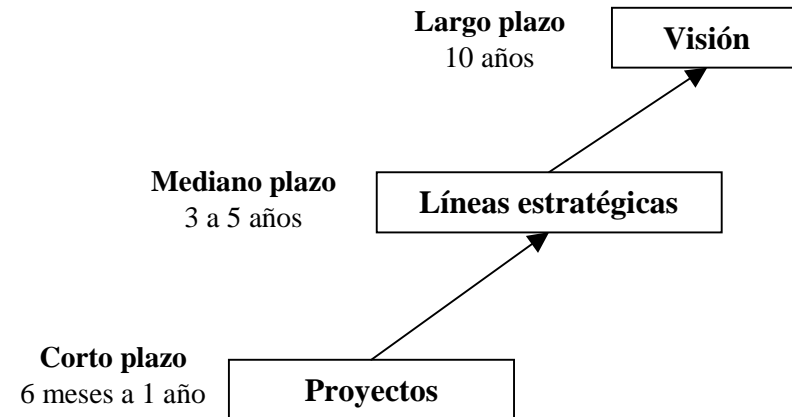 Largo plazo
10 años
Visión
Mediano plazo
3 a 5 años
Líneas estratégicas
Corto plazo
6 meses a 1 año
Proyectos